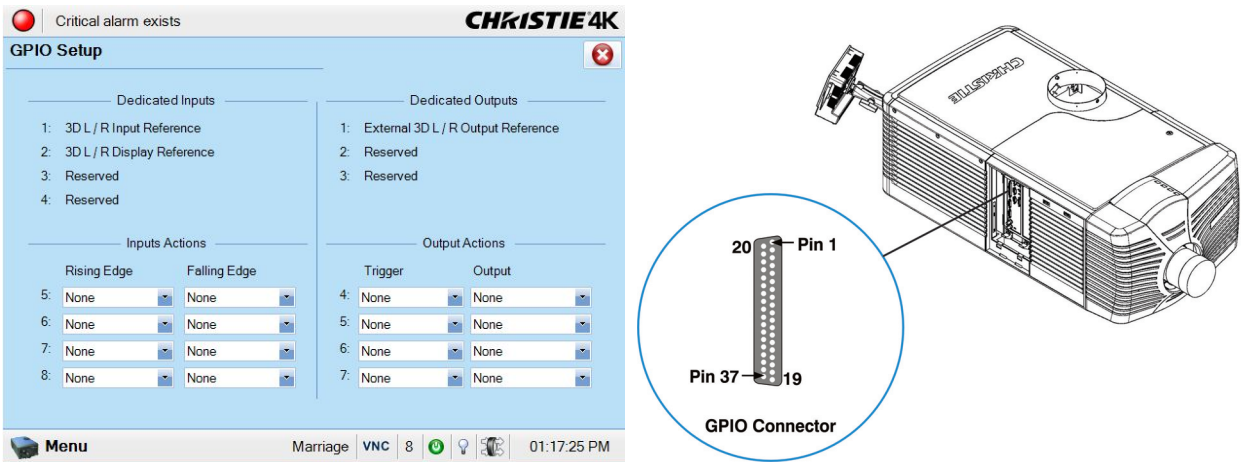 Critical alarm exists
CHRISTIE 4K
GPIO Setup
Dedicated Inputs
1: 3D L / R Input Reference
2: 3D L / R Display Reference
3: Reserved
4: Reserved
Dedicated Outputs
1: External 3D L / R Output Reference
2: Reserved
3: Reserved
Inputs Actions
Rising Edge Falling Edge
5: None None
6: None None
7: None None
8: None None
Output Actions
Trigger Output
4: None None
5: None None
6: None None
7: None None
Menu
Marriage VNC 8 01:17:25 PM
CHRISTIE
20 Pin 1
Pin 37 19
GPIO Connector